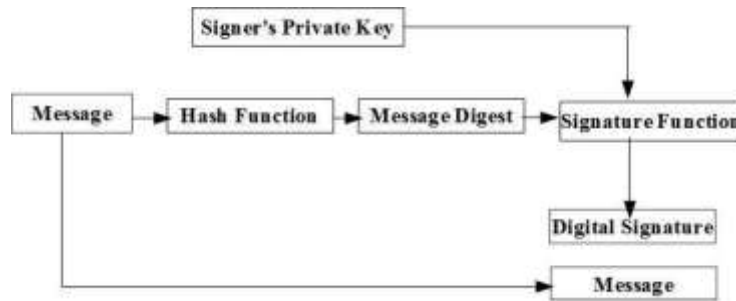 Signer's Private Key
Message
Hash Function
Message Digest
Signature Function
Digital Signature
Message